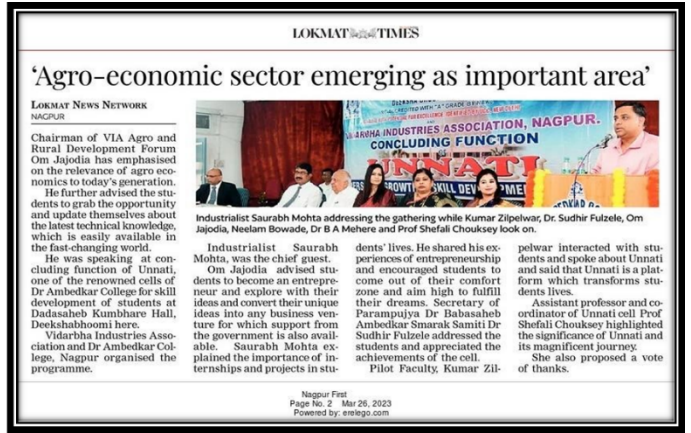 LOKMAT TIMES
‘Agro-economic sector emerging as important area’
LOKMAT NEWS NETWORK
NAGPUR
Chairman of VIA Agro and
Rural Development Forum
Om Jajodia has emphasised
on the relevance of agro eco-
nomics to today's generation.
He further advised the stu-
dents to grab the opportunity
and update themselves about
the latest technical knowledge,
which is easily available in
the fast-changing world.
He was speaking at con-
cluding function of Unnati,
one of the renowned cells of
Dr Ambedkar College for skill
development of students at
Dadasaheb Kumbhare Hall,
Deekshabhoomi here.
Vidarbha Industries Asso-
ciation and Dr Ambedkar Col-
lege, Nagpur organised the
programme.
INDUSTRIES ASSOCIATION, NAGPUR.
CONCLUDING FUNCTION
UNNATI
GROWTH SKILL DEVELOPMENT
Industrialist Saurabh Mohta addressing the gathering while Kumar Zilpelwar, Dr. Sudhir Fulzele, Om
Jajodia, Neelam Bowade, Dr B A Mehere and Prof Shefali Chouksey look on.
Industrialist Saurabh
Mohta, was the chief guest.
Om Jajodia advised stu-
dents to become an entrepre-
neur and explore with their
ideas and convert their unique
ideas into any business ven-
ture for which support from
the government is also avail-
able. Saurabh Mohta ex-
plained the importance of in-
ternships and projects in stu-
dents' lives. He shared his ex-
periences of entrepreneurship
and encouraged students to
come out of their comfort
zone and aim high to fulfill
their dreams. Secretary of
Parampujya Dr Babasaheb
Ambedkar Smarak Samiti Dr
Sudhir Fulzele addressed the
students and appreciated the
achievements of the cell.
Pilot Faculty, Kumar Zil-
pelwar interacted with stu-
dents and spoke about Unnati
and said that Unnati is a plat-
form which transforms stu-
dents lives.
Assistant professor and co-
ordinator of Unnati cell Prof
Shefali Chouksey highlighted
the significance of Unnati and
its magnificent journey.
She also proposed a vote
of thanks.
Nagpur First
Page No. 2 Mar 26, 2023
Powered by: erelego.com